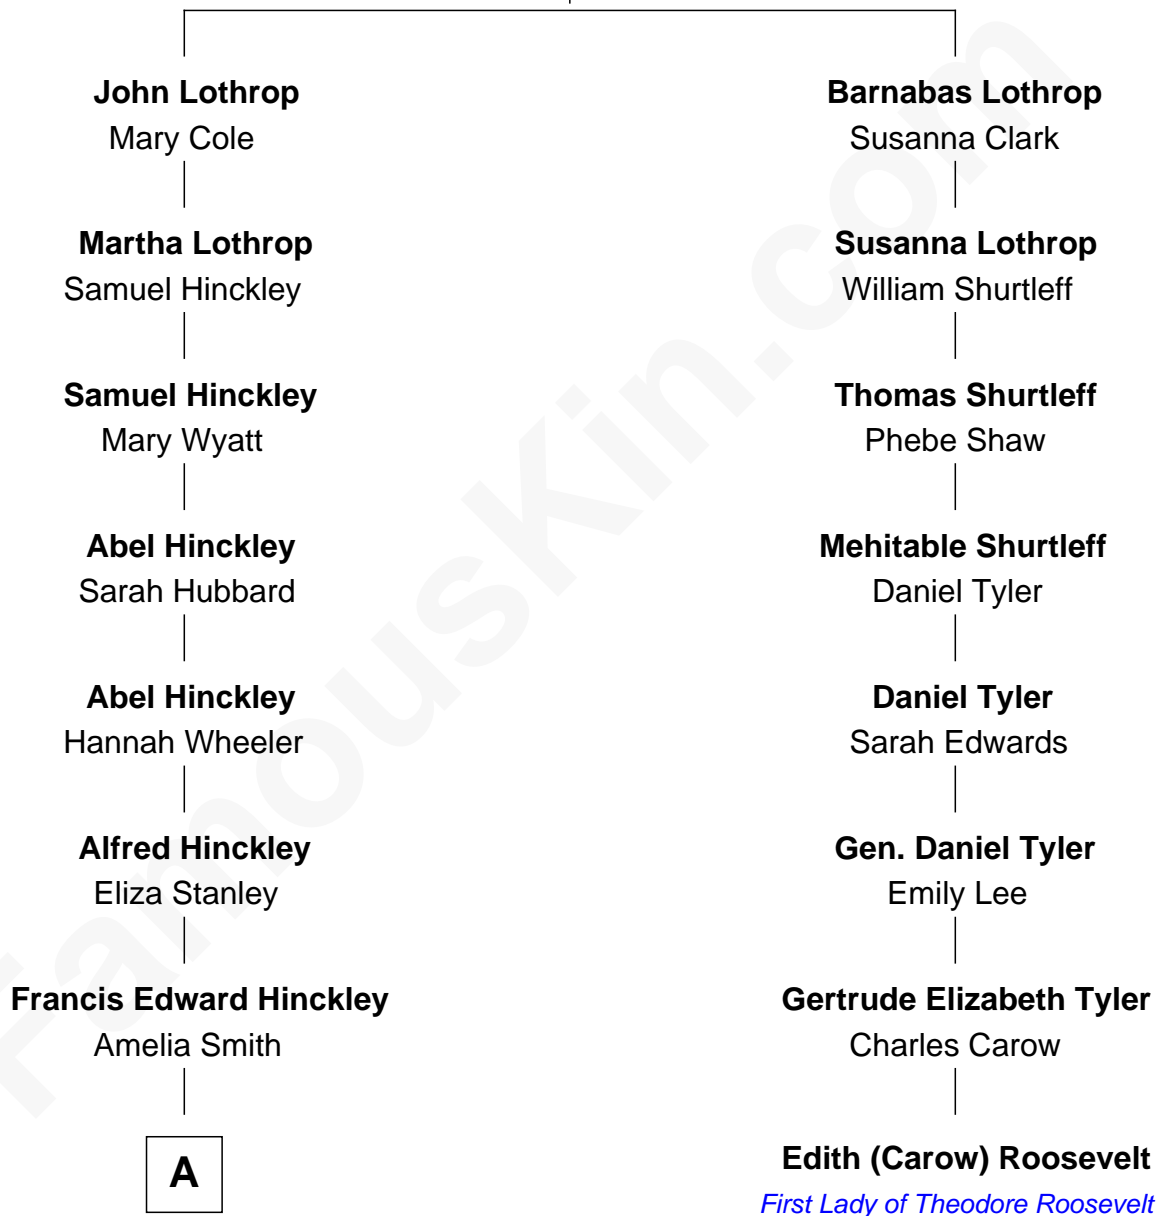 John Lothrop
Mary Cole
Martha Lothrop
Samuel Hinckley
Samuel Hinckley
Mary Wyatt
Abel Hinckley
Sarah Hubbard
Abel Hinckley
Hannah Wheeler
Alfred Hinckley
Eliza Stanley
Francis Edward Hinckley
Amelia Smith
A
Barnabas Lothrop
Susanna Clark
Susanna Lothrop
William Shurtleff
Thomas Shurtleff
Phebe Shaw
Mehitable Shurtleff
Daniel Tyler
Daniel Tyler
Sarah Edwards
Gen. Daniel Tyler
Emily Lee
Gertrude Elizabeth Tyler
Charles Carow
Edith (Carow) Roosevelt
First Lady of Theodore Roosevelt
FamousKin.com